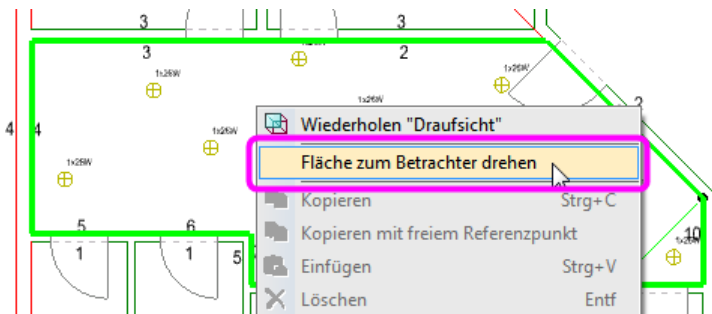 3 3
3 2
1x26W
1x26W
1x26W 2
4 4 1x26W
1x26W
Wiederholen "Draufsicht"
Fläche zum Betrachter drehen
Kopieren Strg+C
Kopieren mit freiem Referenzpunkt
Einfügen Strg+V
Löschen Entf
5 6
1 1 5
10